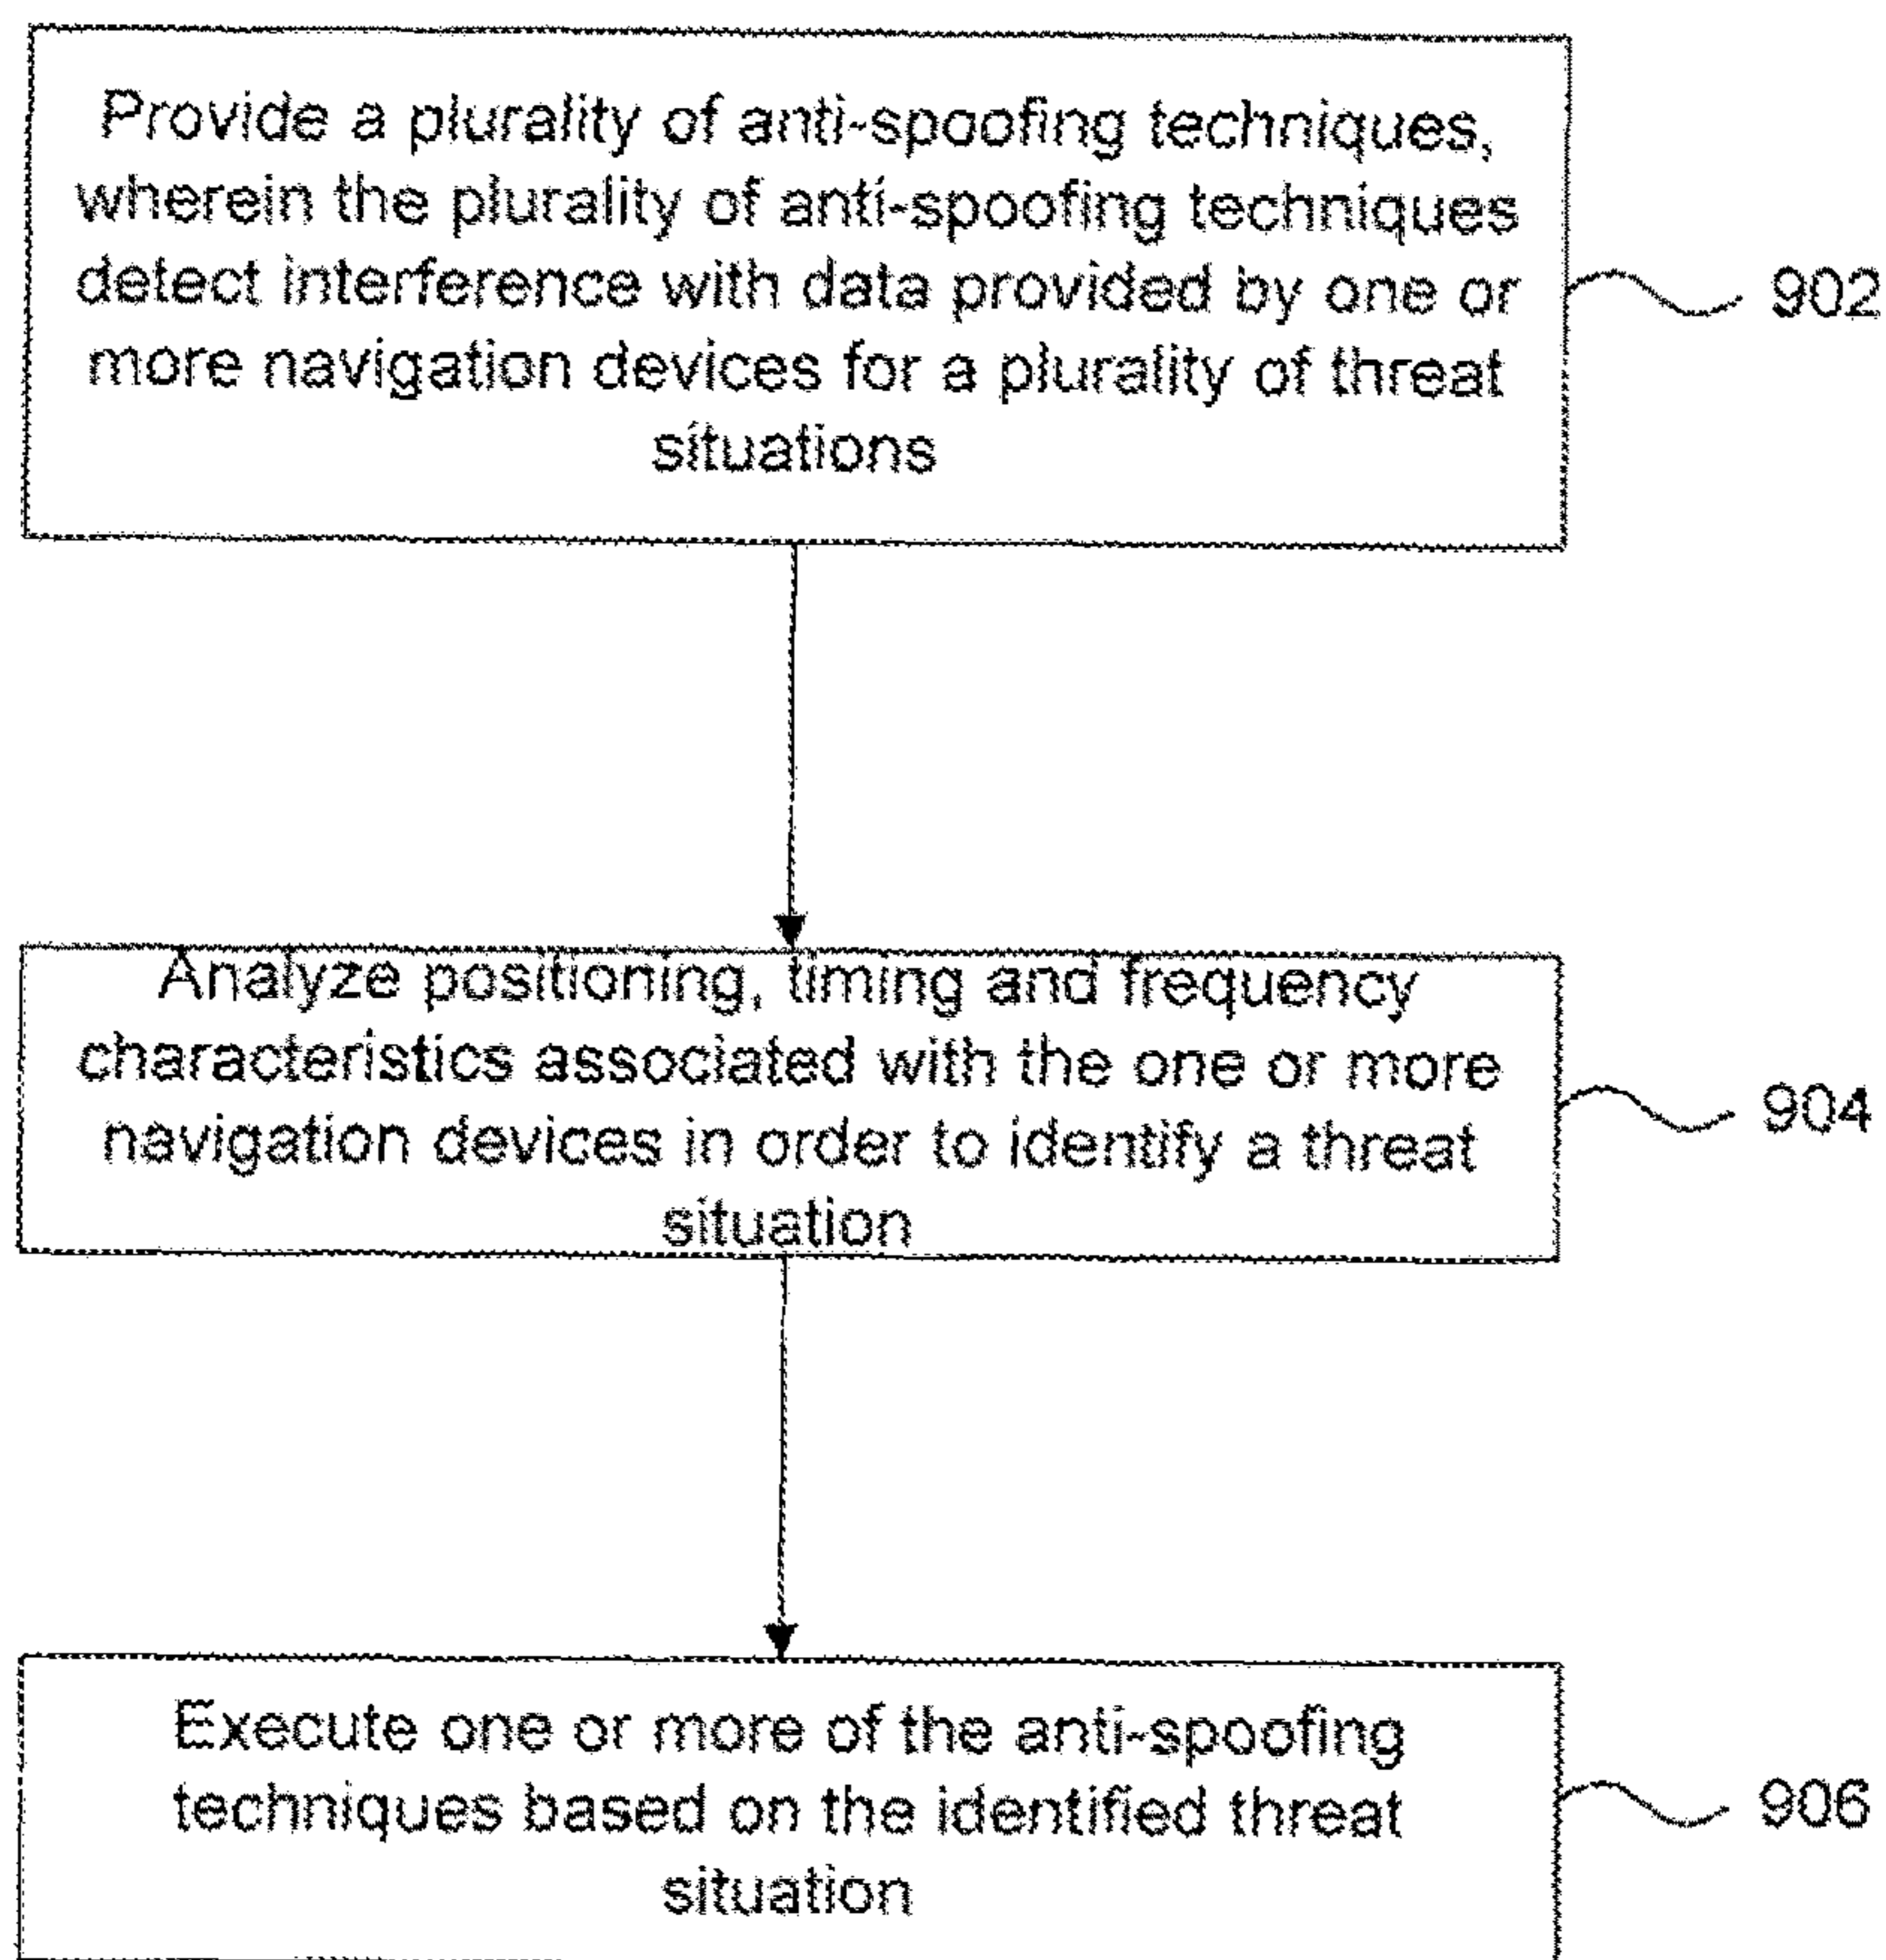 Provide a plurality of anti-spoofing techniques,
wherein the plurality of anti-spoofing techniques
detect interference with data provided by one or
more navigation devices for a plurality of threat
situations
902
Analyze positioning, timing and frequency
characteristics associated with the one or more
navigation devices in order to identify a threat
situation
904
Execute one or more of the anti-spoofing
techniques based on the identified threat
situation
906